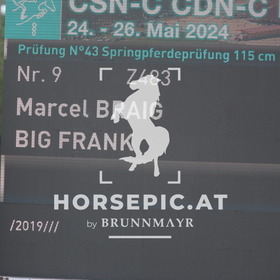 CSN-C CDN-C
24. - 26. Mai 2024
Prüfung N°43 Springpferdeprüfung 115 cm
Nr. 9 Z483
Marcel BRAIG
BIG FRANK
HORSEPIC.AT
by BRUNNMAYR
/2019///